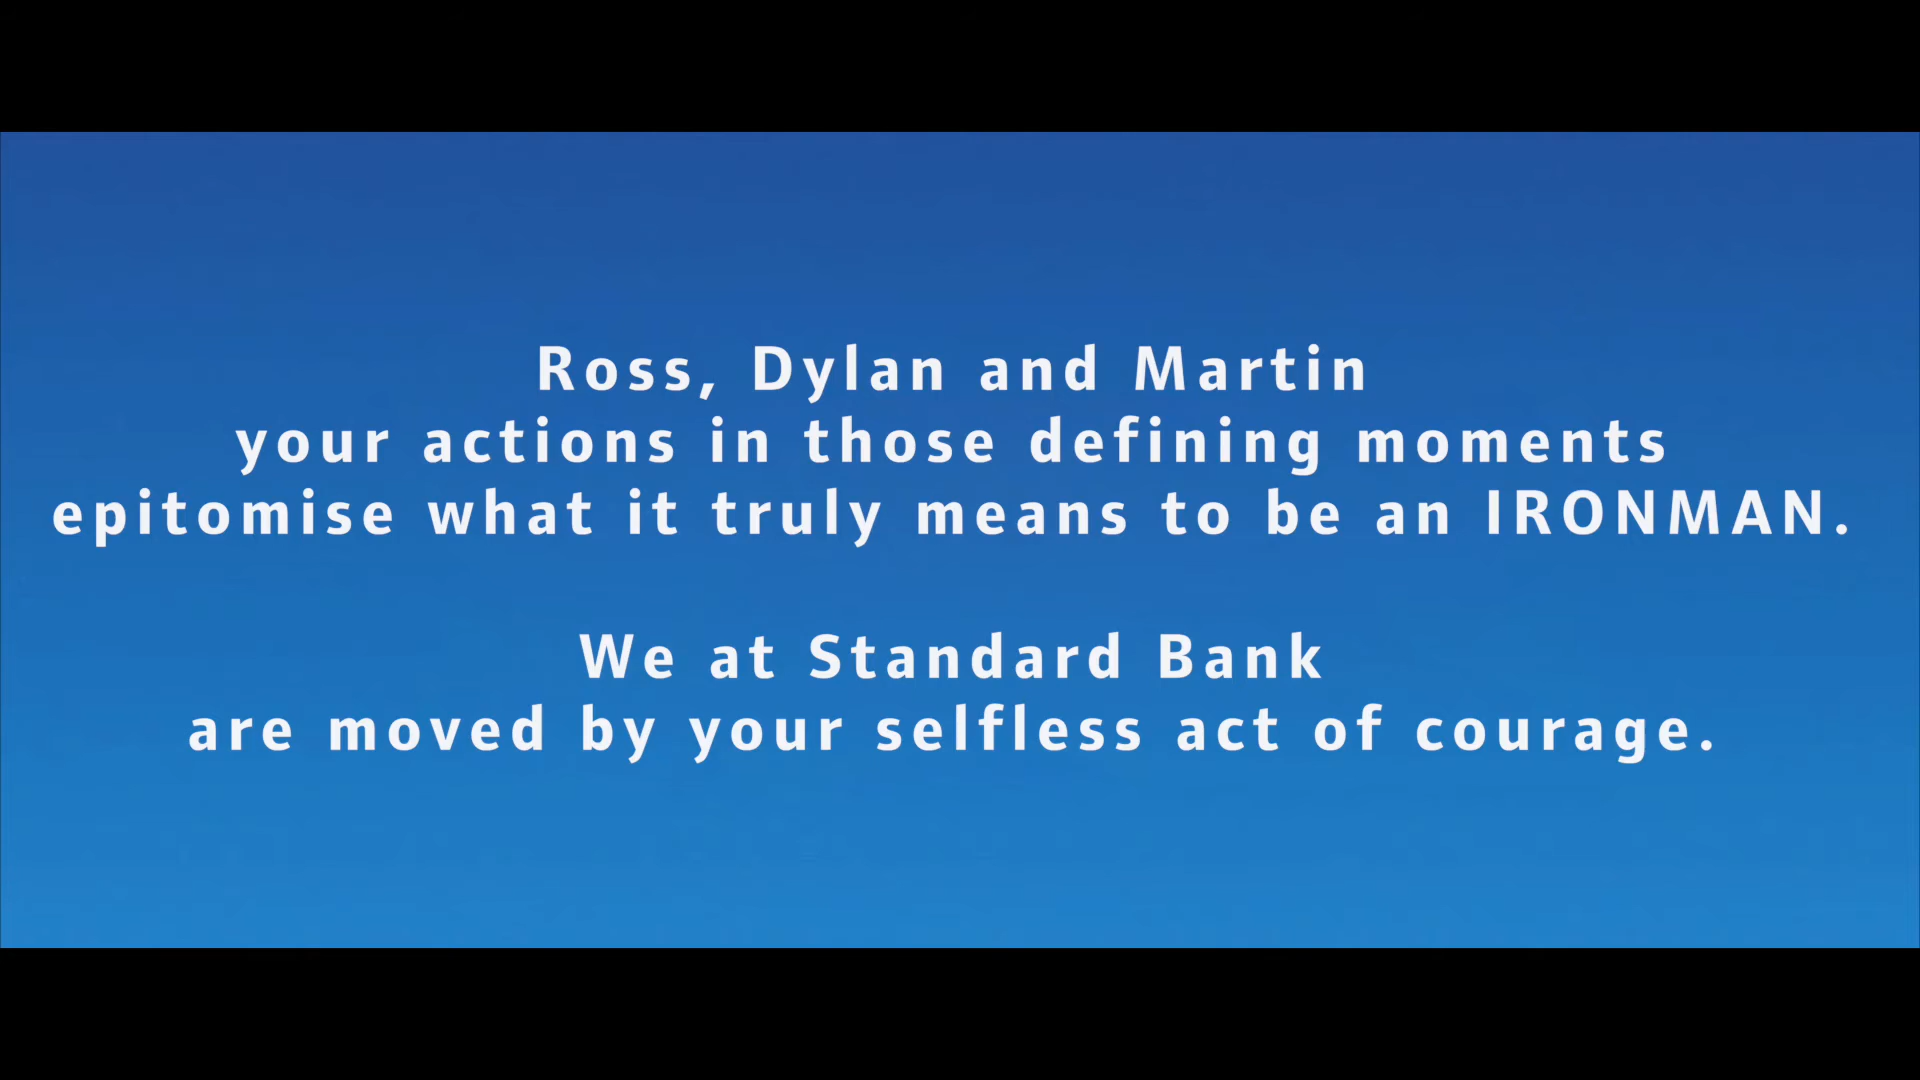 Ross, Dylan and Martin
your actions in those defining moments
epitomise what it truly means to be an IRONMAN.
We at Standard Bank
are moved by your selfless act of courage.